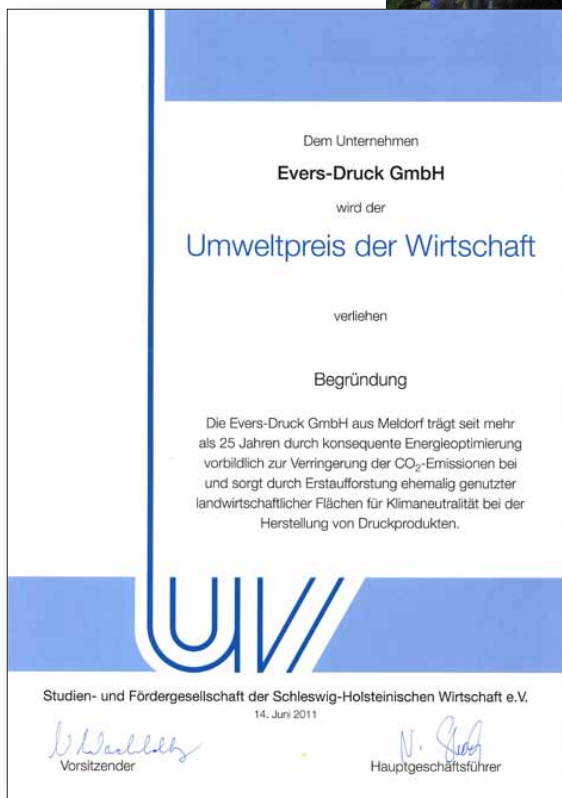 Dem Unternehmen
Evers-Druck GmbH
wird der
Umweltpreis der Wirtschaft
verliehen
Begründung
Die Evers-Druck GmbH aus Meldorf trägt seit mehr
als 25 Jahren durch konsequente Energieoptimierung
vorbildlich zur Verringerung der CO₂-Emissionen bei
und sorgt durch Erstaufforstung ehemalig genutzter
landwirtschaftlicher Flächen für Klimaneutralität bei der
Herstellung von Druckprodukten.
Studien- und Fördergesellschaft der Schleswig-Holsteinischen Wirtschaft e.V.
14. Juni 2011
Vorsitzender
Hauptgeschäftsführer